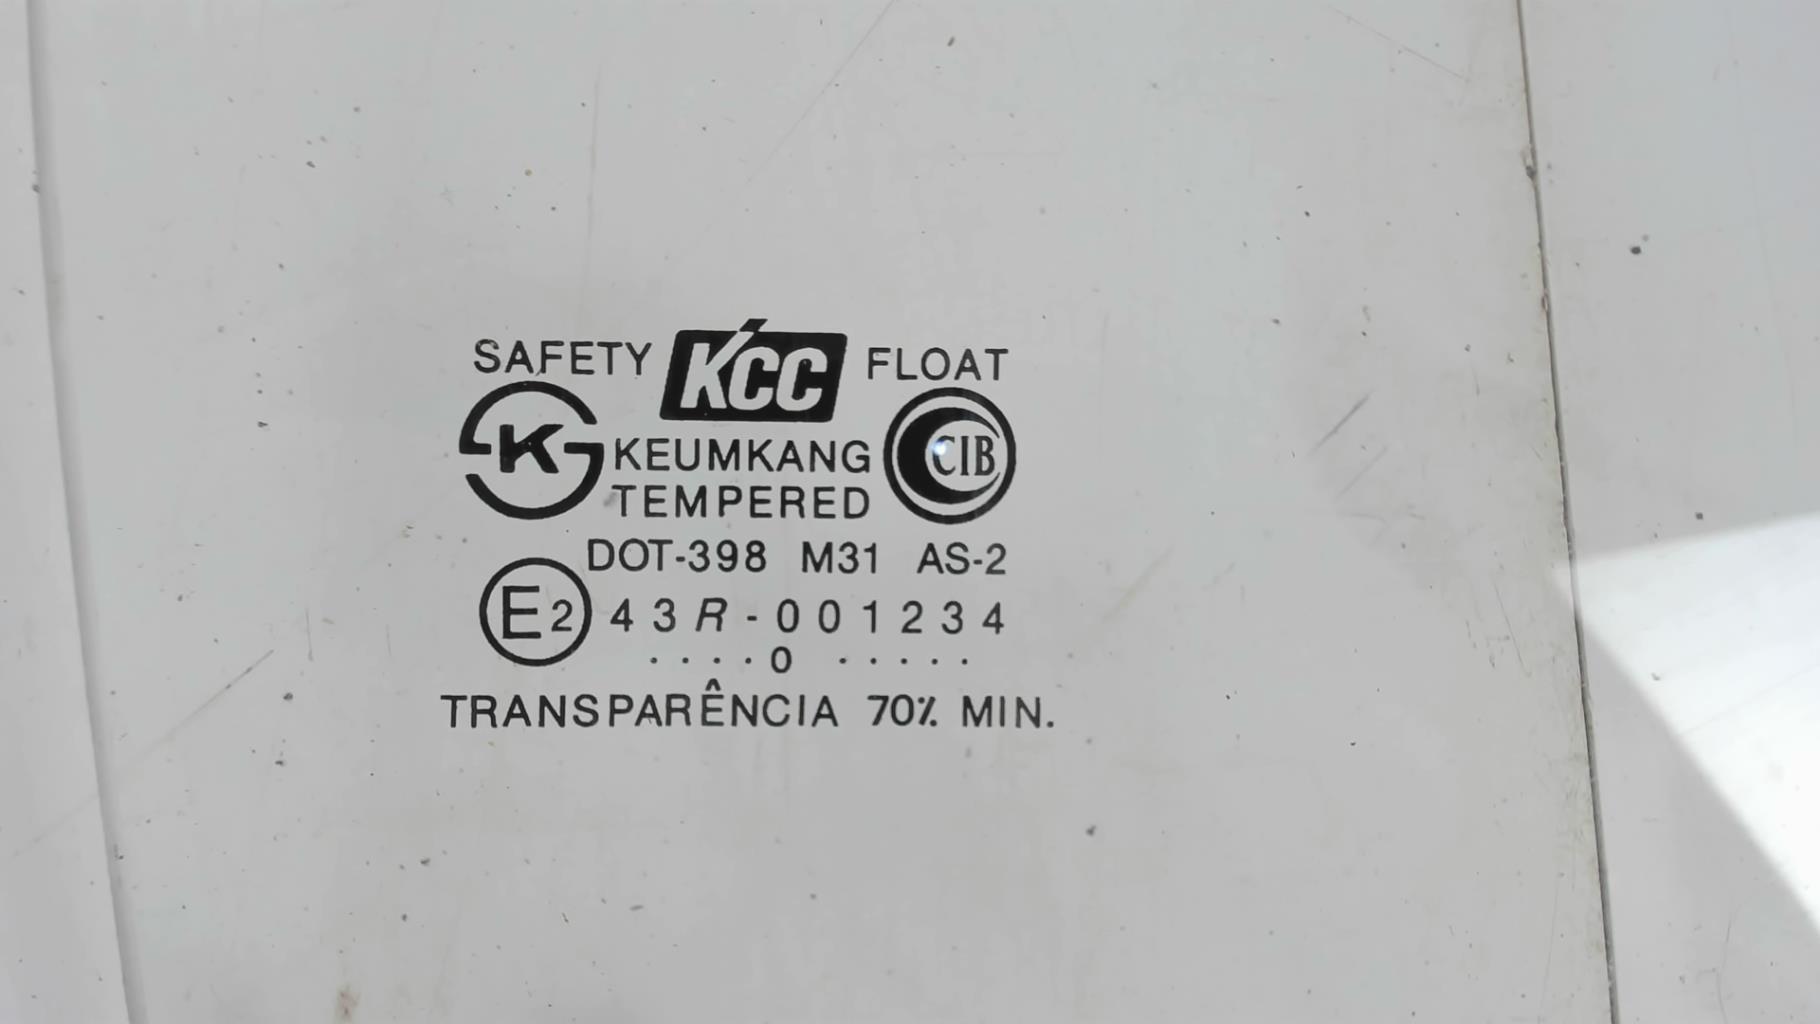 SAFETY KCC FLOAT
K KEUMKANG CIB
TEMPERED
DOT-398 M31 AS-2
E2 43R-001234
....0 .....
TRANSPARÊNCIA 70% MIN.